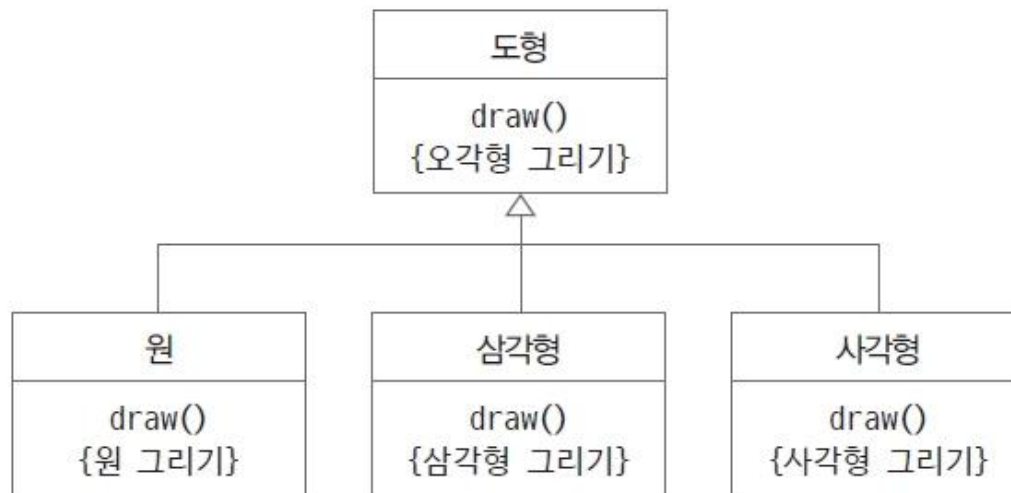 도형
draw()
{오각형 그리기}
원
draw()
{원 그리기}
삼각형
draw()
{삼각형 그리기}
사각형
draw()
{사각형 그리기}